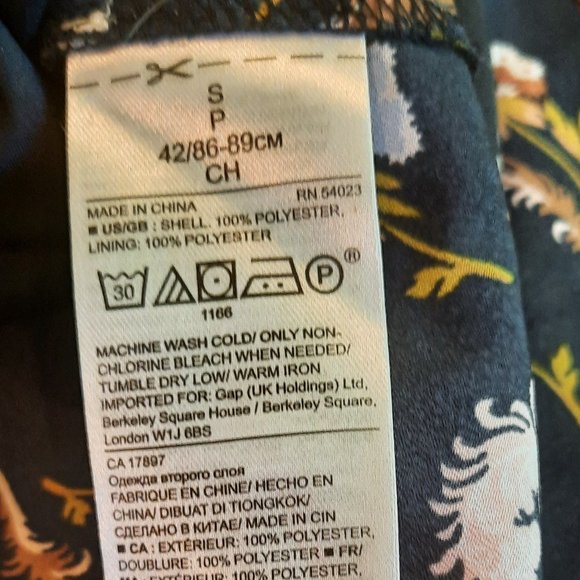 S
P
42/86-89CM
CH
RN 54023
MADE IN CHINA
■ US/GB : SHELL. 100% POLYESTER,
LINING: 100% POLYESTER
30 P ®
1166
MACHINE WASH COLD/ ONLY NON-
CHLORINE BLEACH WHEN NEEDED/
TUMBLE DRY LOW/ WARM IRON
IMPORTED FOR: Gap (UK Holdings) Ltd,
Berkeley Square House / Berkeley Square,
London W1J 6BS
CA 17897
Одежда второго слоя
FABRIQUE EN CHINE/ HECHO EN
CHINA/ DIBUAT DI TIONGKOK/
СДЕЛАНО В КИТАЕ/ MADE IN CIN
■ CA : EXTÉRIEUR: 100% POLYESTER,
DOUBLURE: 100% POLYESTER ■ FR/
EXTÉRIEUR: 100% POLYESTER,